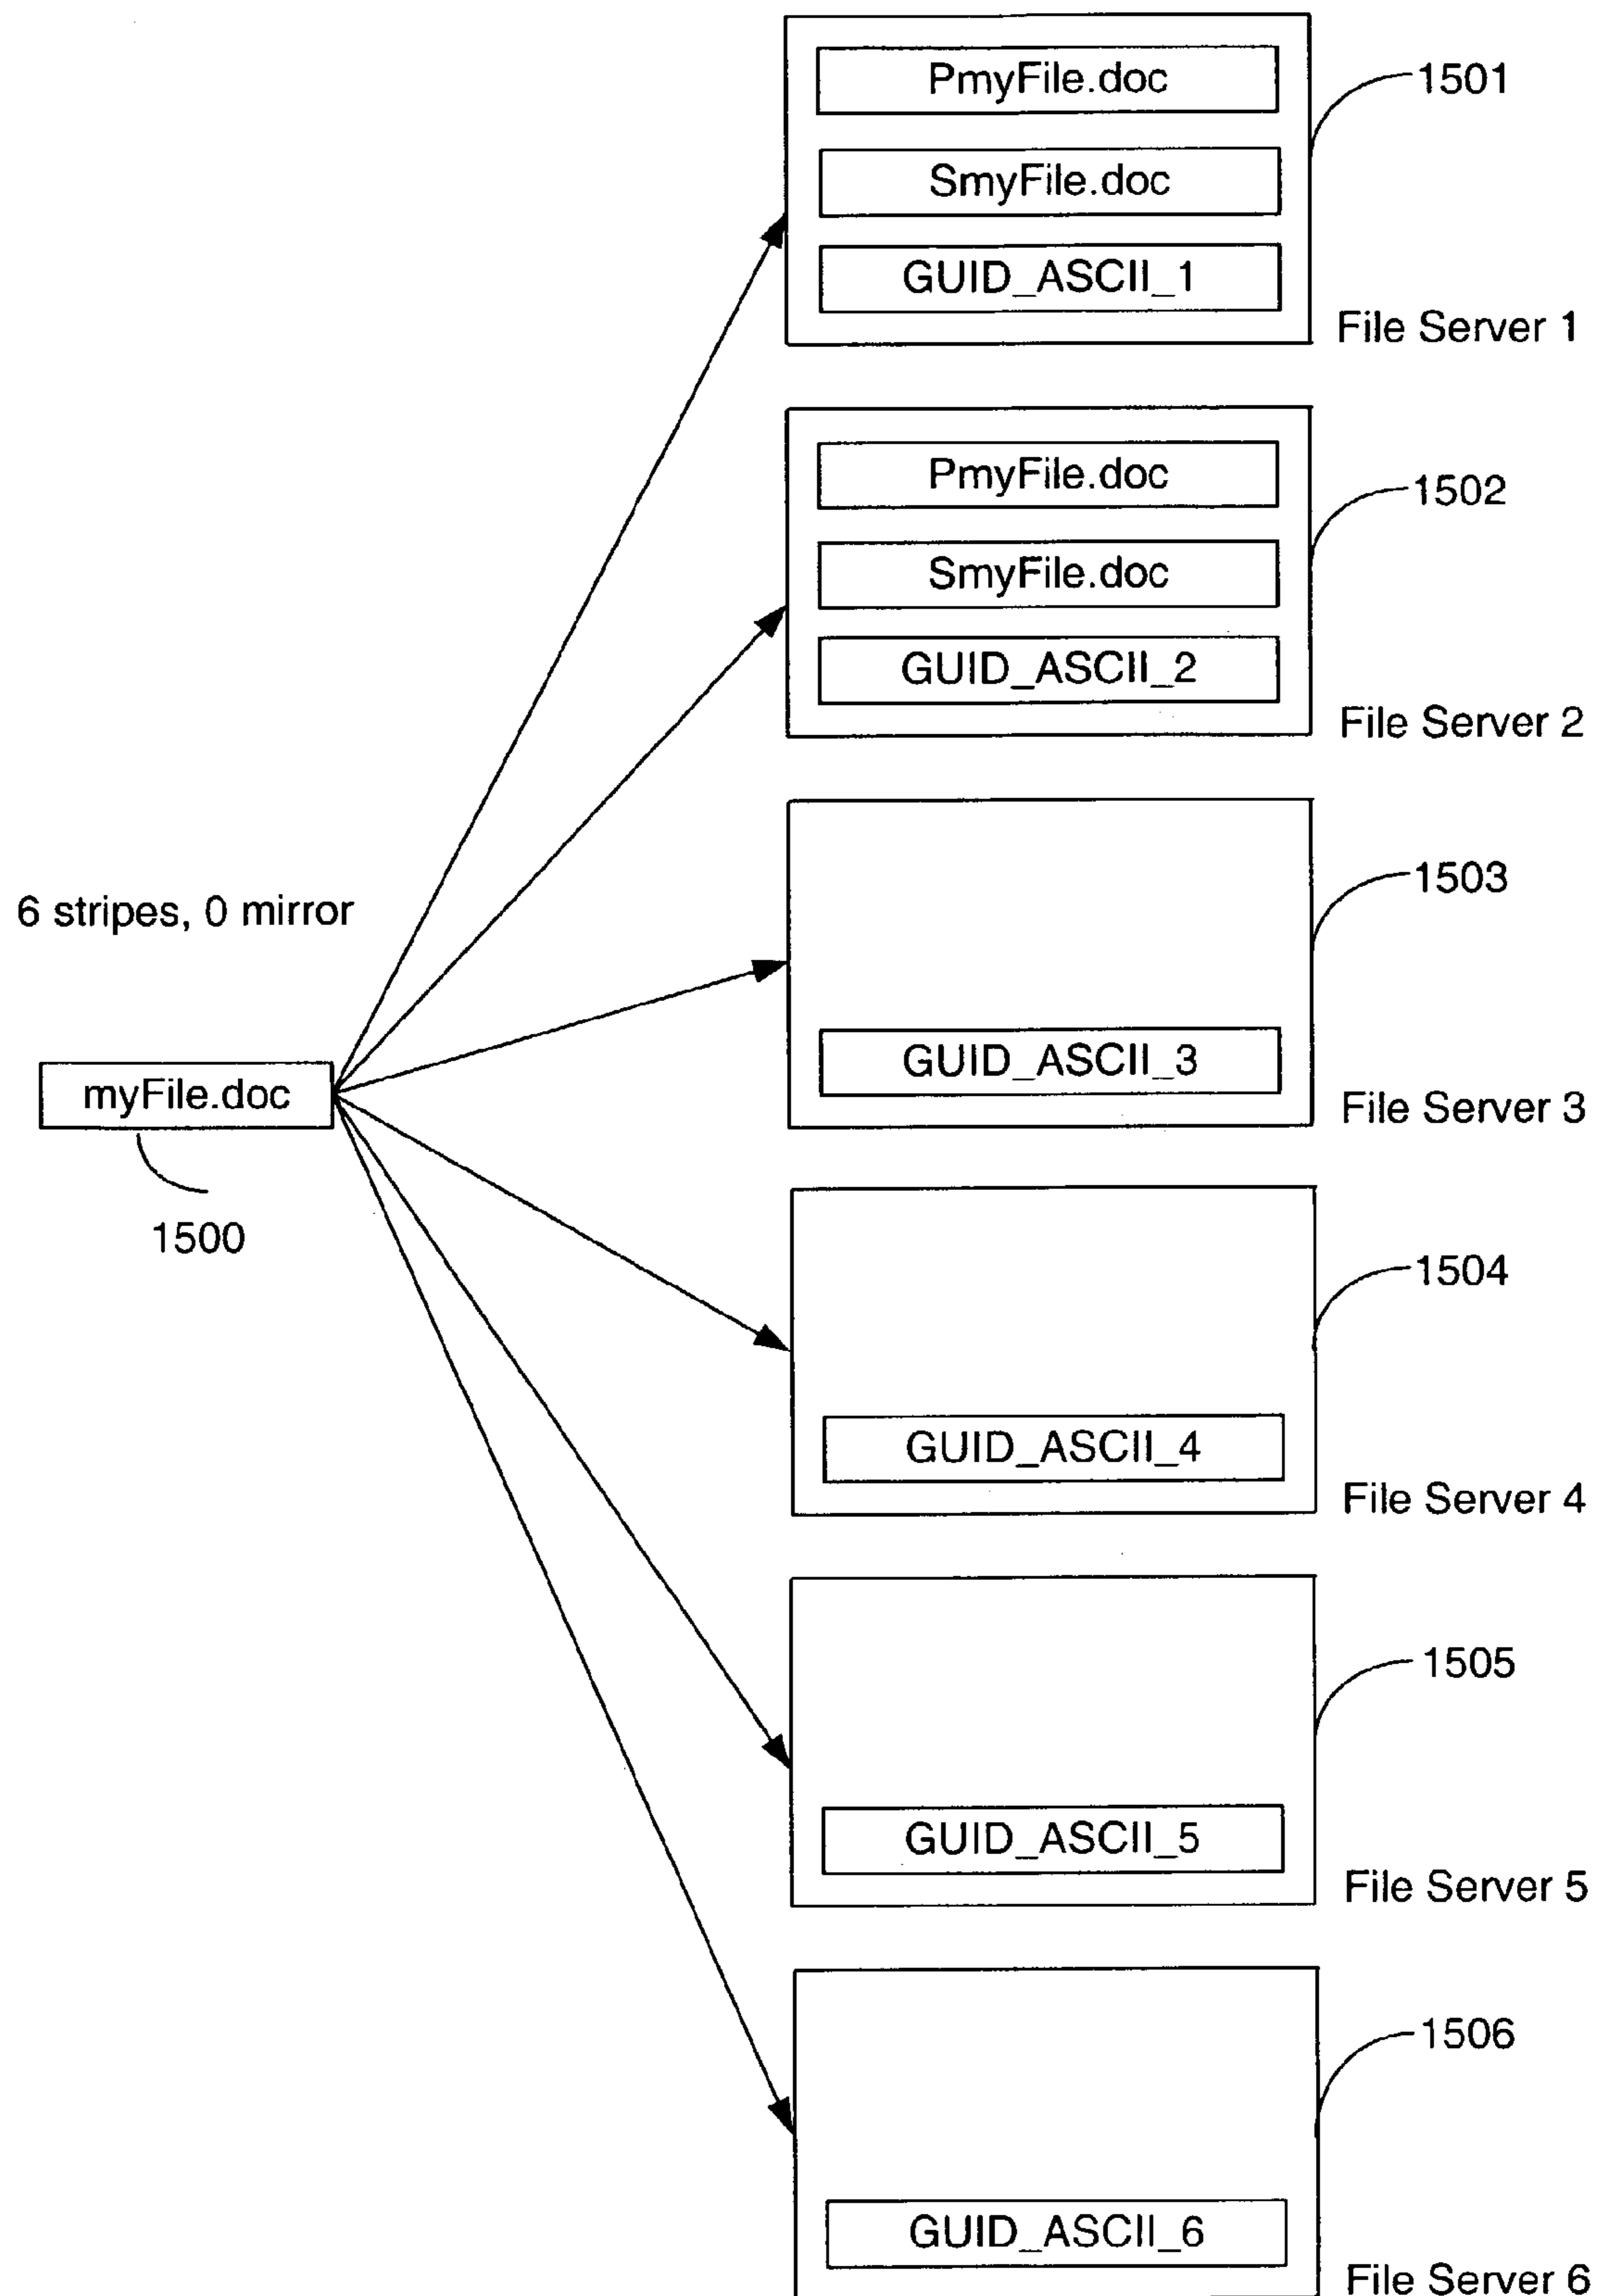 PmyFile.doc
1501
SmyFile.doc
GUID_ASCII_1
File Server 1
PmyFile.doc
1502
SmyFile.doc
GUID_ASCII_2
File Server 2
1503
6 stripes, 0 mirror
GUID_ASCII_3
myFile.doc
File Server 3
1500
1504
GUID_ASCII_4
File Server 4
1505
GUID_ASCII_5
File Server 5
1506
GUID_ASCII_6
File Server 6